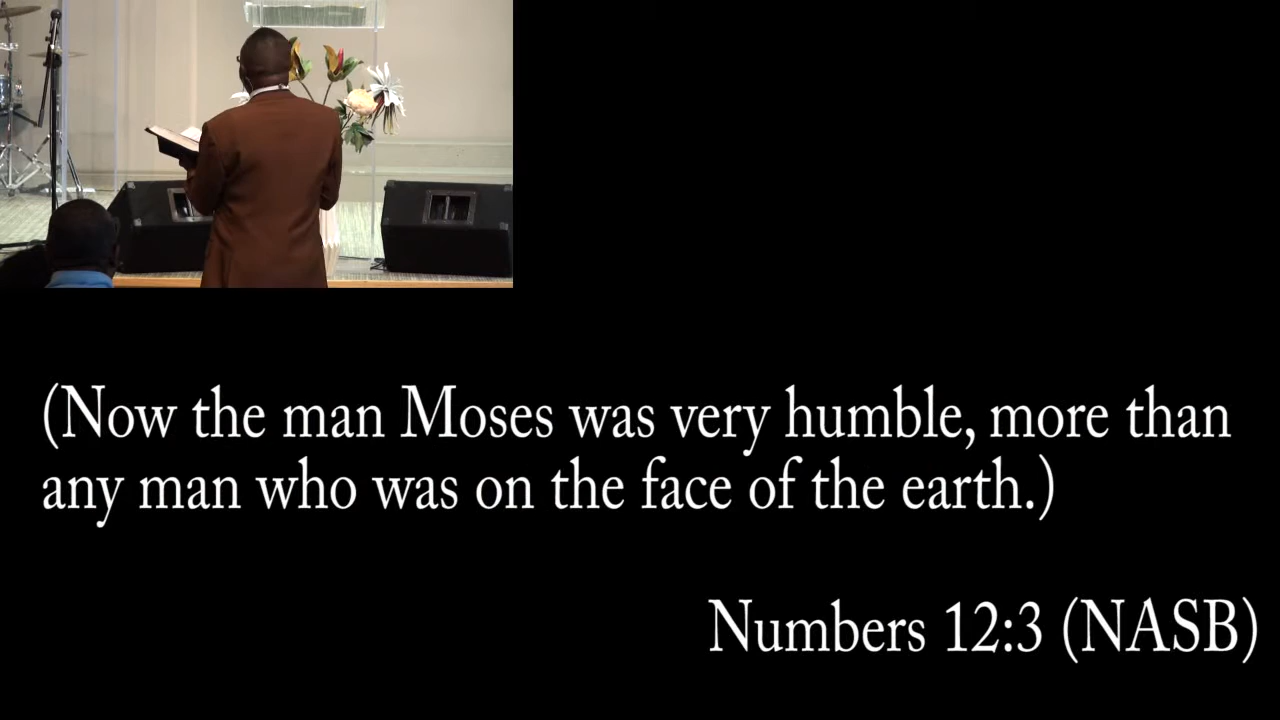 (Now the man Moses was very humble, more than
any man who was on the face of the earth.)
Numbers 12:3 (NASB)